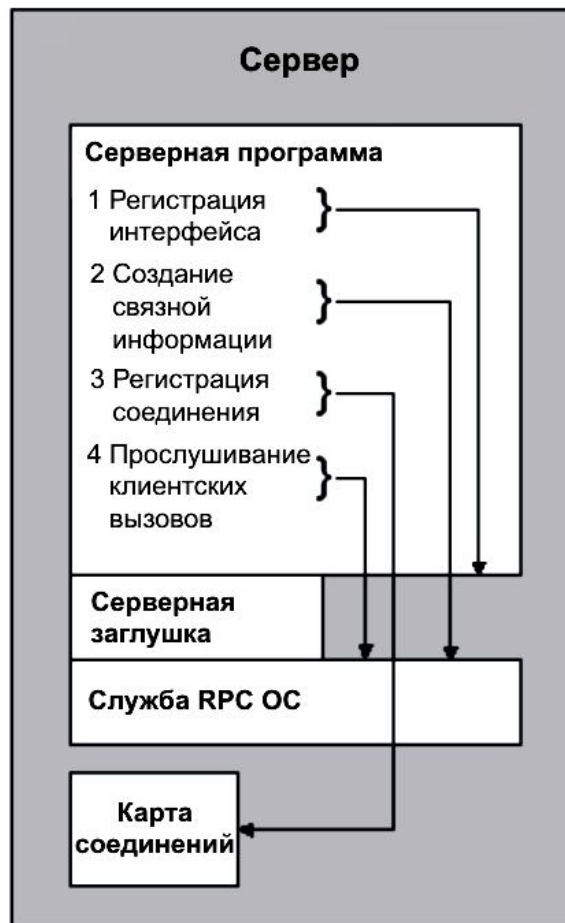 Сервер
Серверная программа
1 Регистрация
интерфейса
2 Создание
связной
информации
3 Регистрация
соединения
4 Прослушивание
клиентских
вызовов
Серверная
заглушка
Служба RPC ОС
Карта
соединений